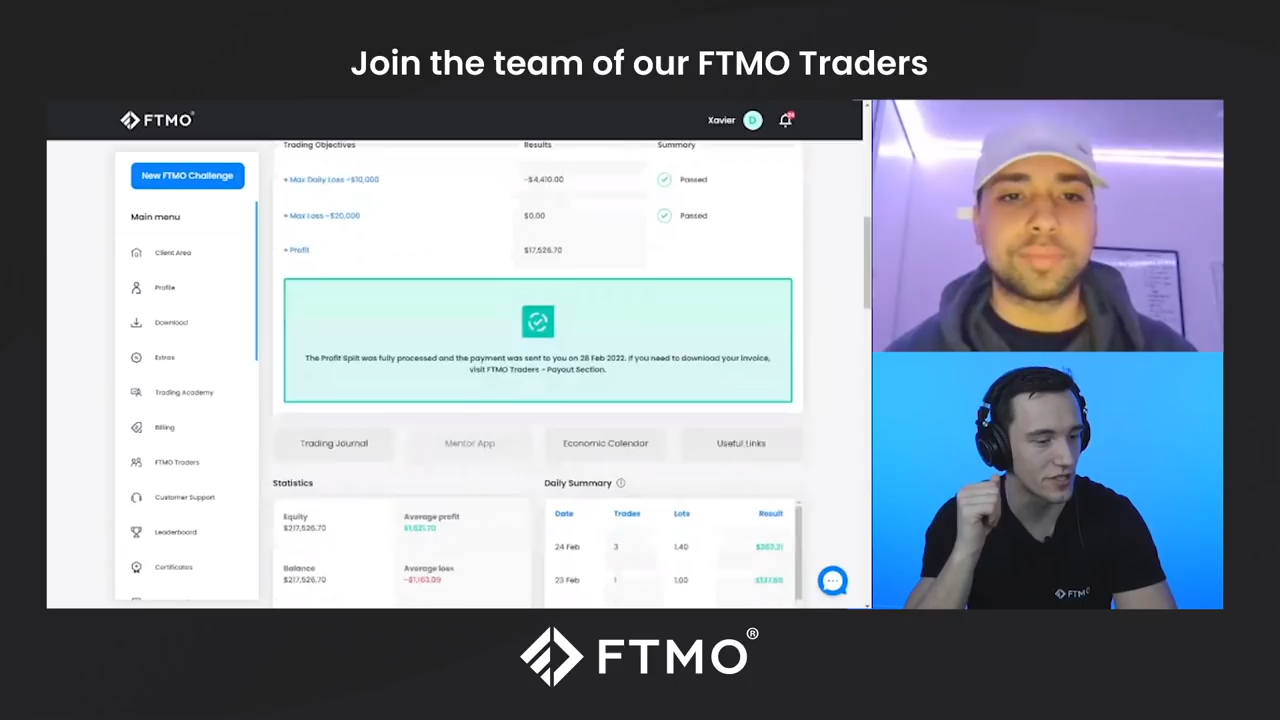 Join the team of our FTMO Traders
FTMO®
Xavier D
New FTMO Challenge
Main menu
Client Area
Profile
Download
Extras
Trading Academy
Billing
FTMO Traders
Customer Support
Leaderboard
Certificates
Trading Objectives Results Summary
+ Max Daily Loss -$10,000 -$4,410.00 Passed
+ Max Loss -$20,000 $0.00 Passed
+ Profit $17,526.70
The Profit Split was fully processed and the payment was sent to you on 28 Feb 2022. If you need to download your invoice,
visit FTMO Traders - Payout Section.
Trading Journal Mentor App Economic Calendar Useful Links
Statistics
Equity Average profit
$217,526.70
Balance Average loss
$217,526.70 -$1,163.09
Daily Summary
Date Trades Lots Result
24 Feb 3 1.40
23 Feb 1 1.00
FTMO
FTMO®